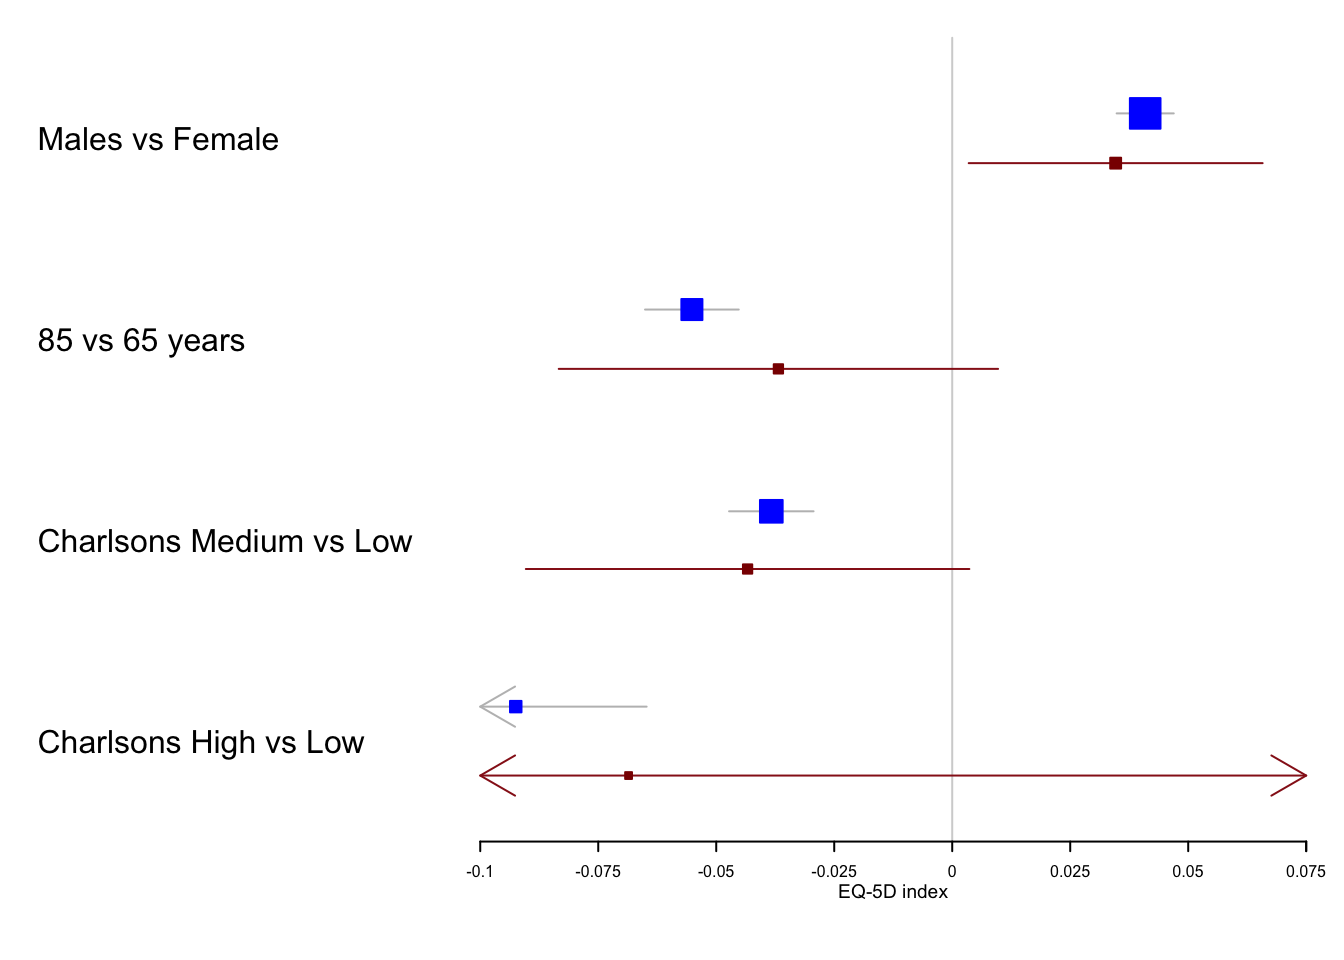 Males vs Female
85 vs 65 years
Charlsons Medium vs Low
Charlsons High vs Low
-0.1 -0.075 -0.05 -0.025 0 0.025 0.05 0.075
EQ-5D index